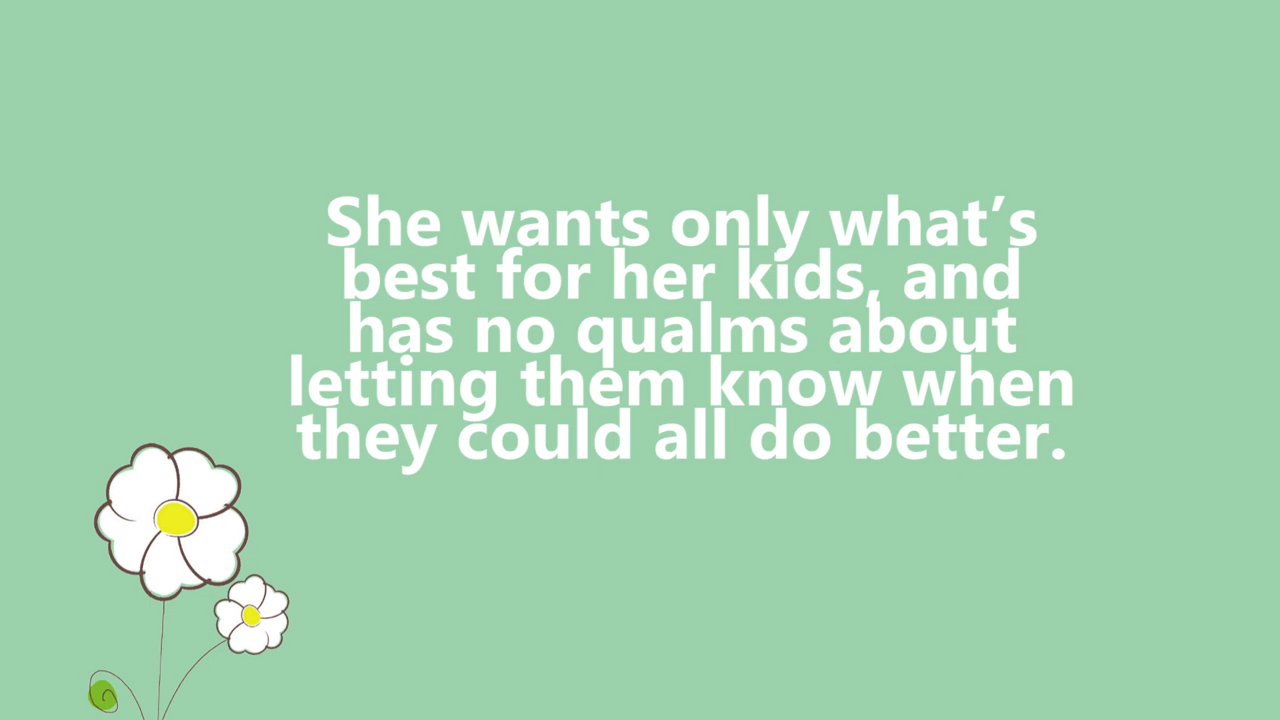 She wants only what’s
best for her kids, and
has no qualms about
letting them know when
they could all do better.